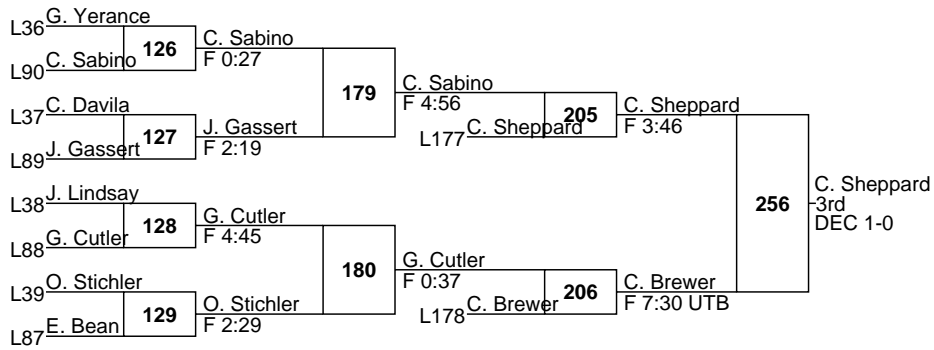 L36 G. Yerance
126
C. Sabino
F 0:27
L90 C. Sabino
179
C. Sabino
F 4:56
L37 C. Davila
127
J. Gassert
F 2:19
L89 J. Gassert
205
L177 C. Sheppard
C. Sheppard
F 3:46
L38 J. Lindsay
128
G. Cutler
F 4:45
L88 G. Cutler
256
C. Sheppard
3rd
DEC 1-0
180
G. Cutler
F 0:37
L39 O. Stichler
129
O. Stichler
F 2:29
L87 E. Bean
206
L178 C. Brewer
C. Brewer
F 7:30 UTB